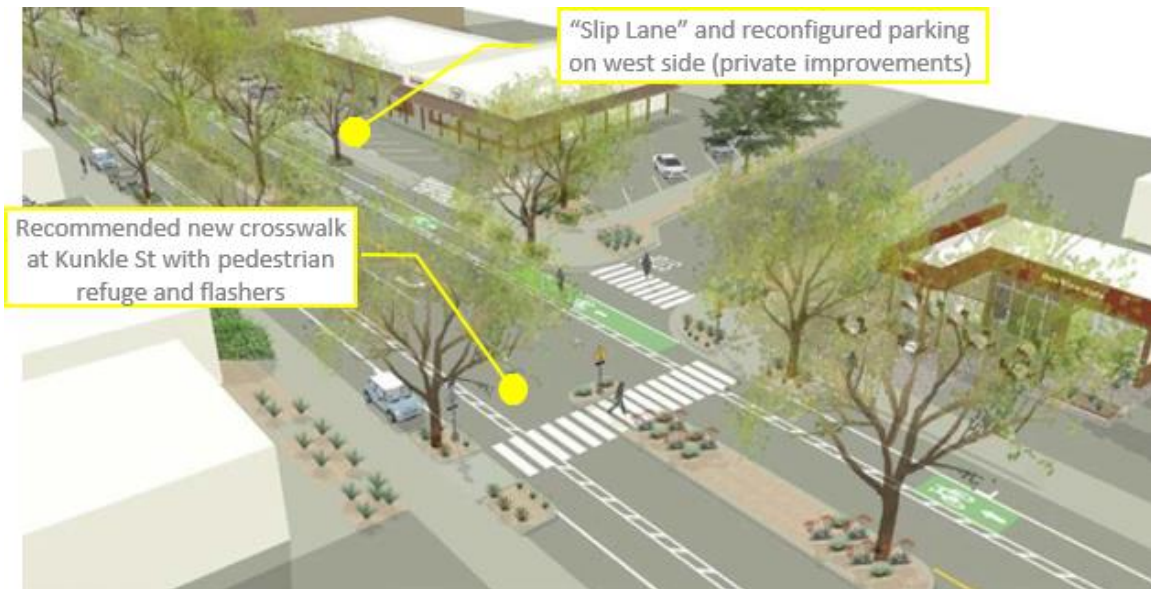 “Slip Lane” and reconfigured parking
on west side (private improvements)
Recommended new crosswalk
at Kunkle St with pedestrian
refuge and flashers